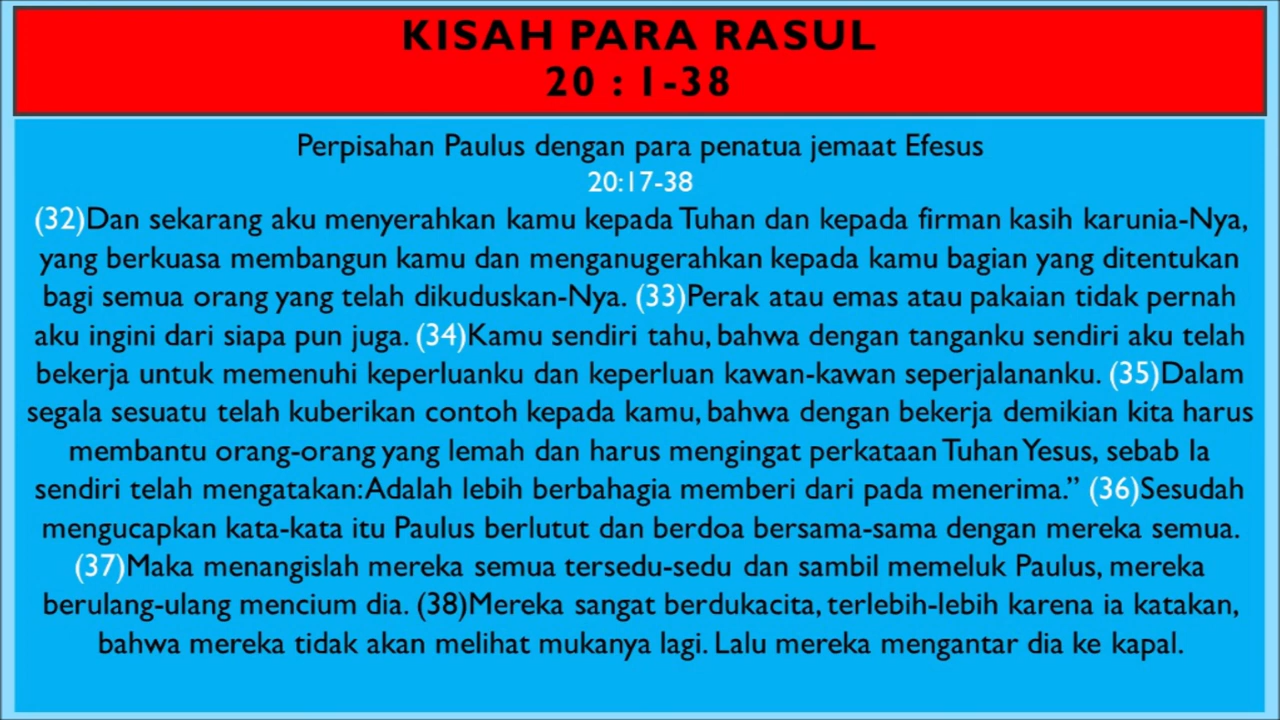 KISAH PARA RASUL
20 : 1-38
Perpisahan Paulus dengan para penatua jemaat Efesus
20:17-38
(32)Dan sekarang aku menyerahkan kamu kepada Tuhan dan kepada firman kasih karunia-Nya,
yang berkuasa membangun kamu dan menganugerahkan kepada kamu bagian yang ditentukan
bagi semua orang yang telah dikuduskan-Nya. (33)Perak atau emas atau pakaian tidak pernah
aku ingini dari siapa pun juga. (34)Kamu sendiri tahu, bahwa dengan tanganku sendiri aku telah
bekerja untuk memenuhi keperluanku dan keperluan kawan-kawan seperjalananku. (35)Dalam
segala sesuatu telah kuberikan contoh kepada kamu, bahwa dengan bekerja demikian kita harus
membantu orang-orang yang lemah dan harus mengingat perkataan Tuhan Yesus, sebab Ia
sendiri telah mengatakan:Adalah lebih berbahagia memberi dari pada menerima.” (36)Sesudah
mengucapkan kata-kata itu Paulus berlutut dan berdoa bersama-sama dengan mereka semua.
(37)Maka menangislah mereka semua tersedu-sedu dan sambil memeluk Paulus, mereka
berulang-ulang mencium dia. (38)Mereka sangat berdukacita, terlebih-lebih karena ia katakan,
bahwa mereka tidak akan melihat mukanya lagi. Lalu mereka mengantar dia ke kapal.